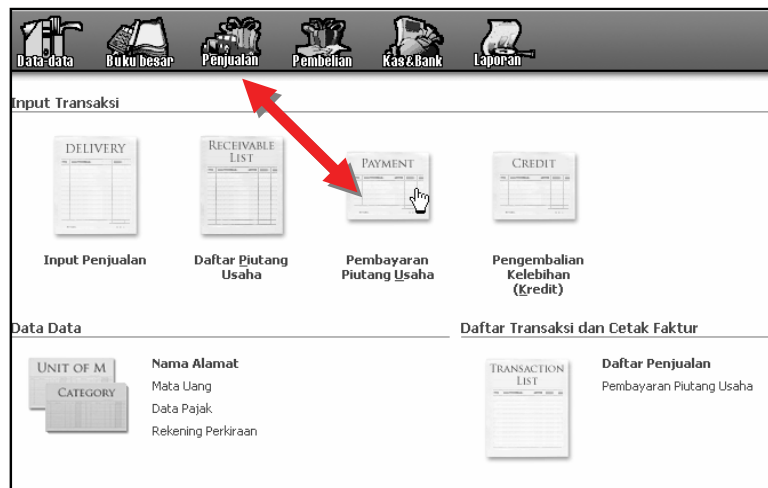 Data-data
Buku besar
Penjualan
Pembelian
Kas & Bank
Laporan
Input Transaksi
DELIVERY
RECEIVABLE
LIST
PAYMENT
CREDIT
Input Penjualan
Daftar Piutang
Usaha
Pembayaran
Piutang Usaha
Pengembalian
Kelebihan
(Kredit)
Data Data
Daftar Transaksi dan Cetak Faktur
UNIT OF M
CATEGORY
Nama Alamat
Mata Uang
Data Pajak
Rekening Perkiraan
TRANSACTION
LIST
Daftar Penjualan
Pembayaran Piutang Usaha